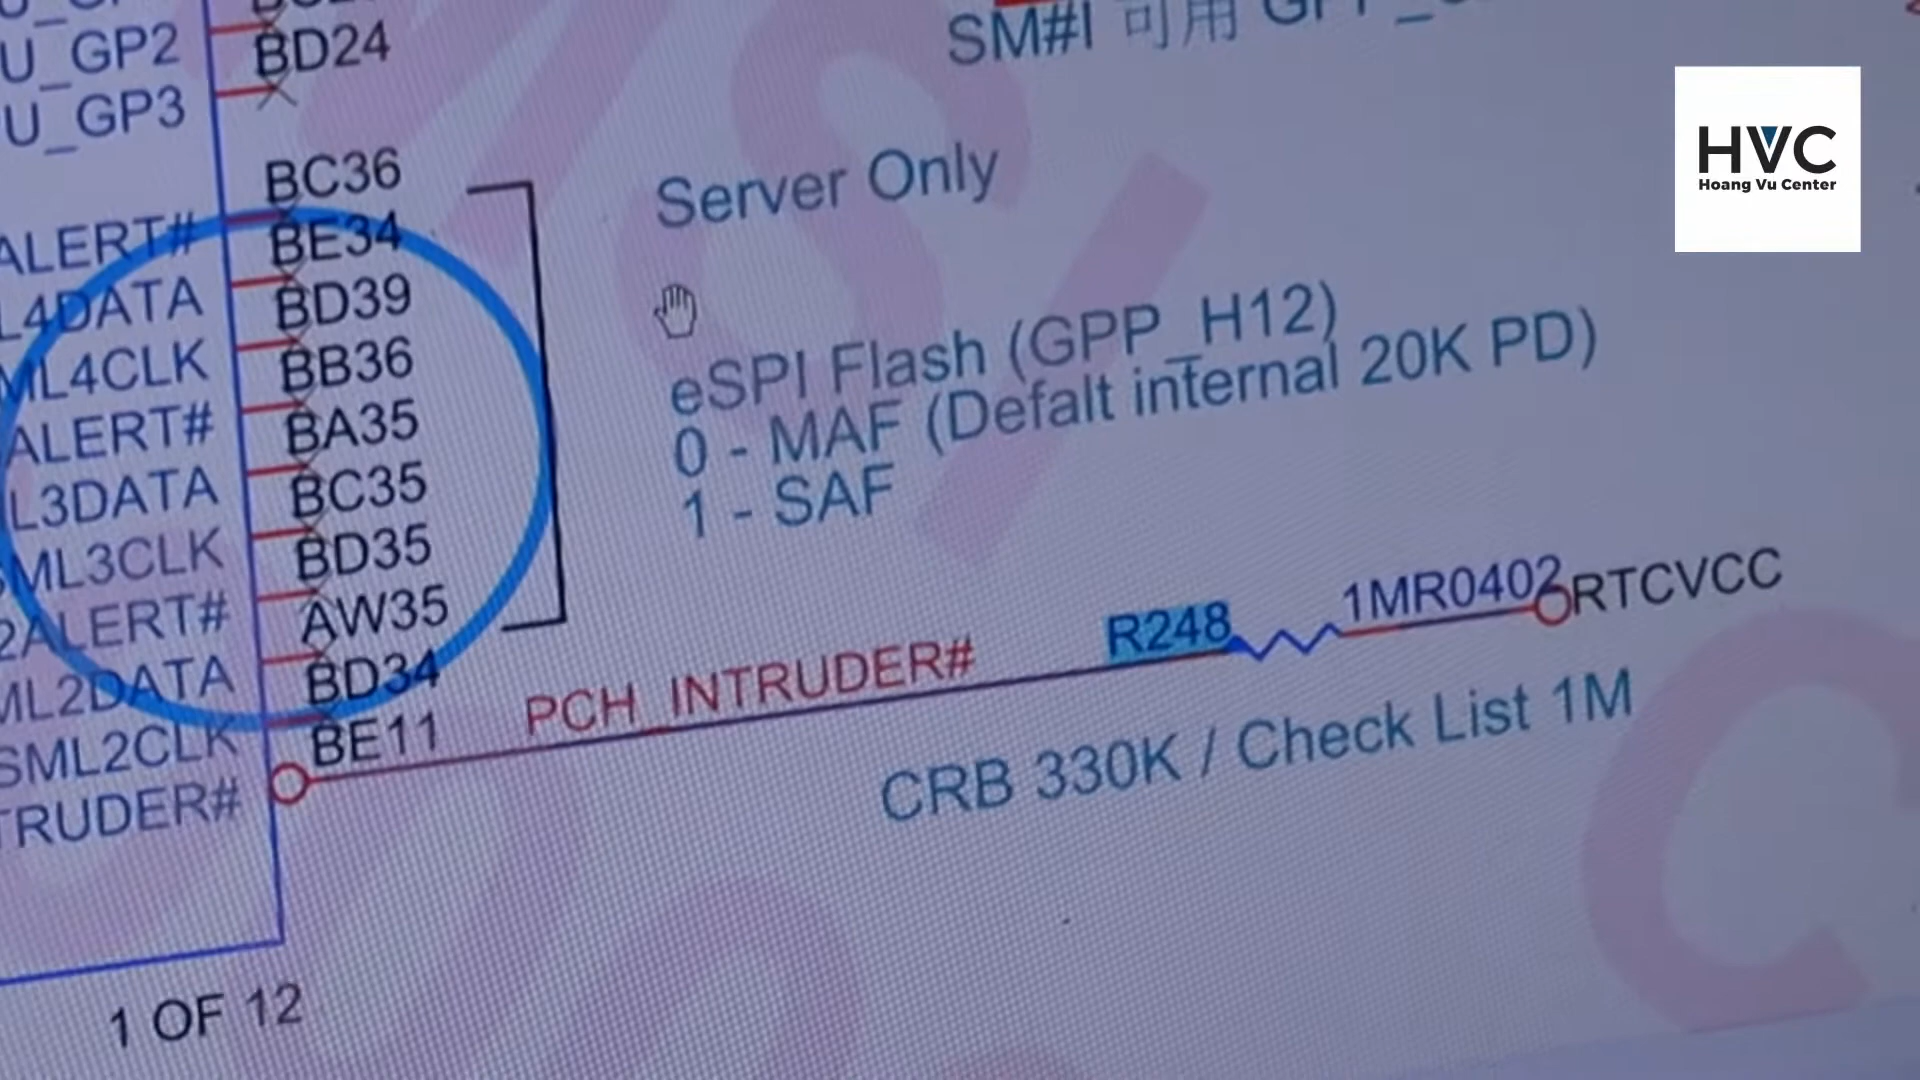 U_GP2
BD24
U_GP3
SM#I 可用
HVC
Hoang Vu Center
BC36
ALERT#
BE34
L4DATA
BD39
ML4CLK
BB36
ALERT#
BA35
L3DATA
BC35
ML3CLK
BD35
2ALERT#
AW35
ML2DATA
BD34
SML2CLK
BE11
TRUDER#
Server Only
eSPI Flash (GPP_H12)
0 - MAF (Defalt internal 20K PD)
1 - SAF
PCH_INTRUDER#
R248
1MR0402
RTCVCC
CRB 330K / Check List 1M
1 OF 12